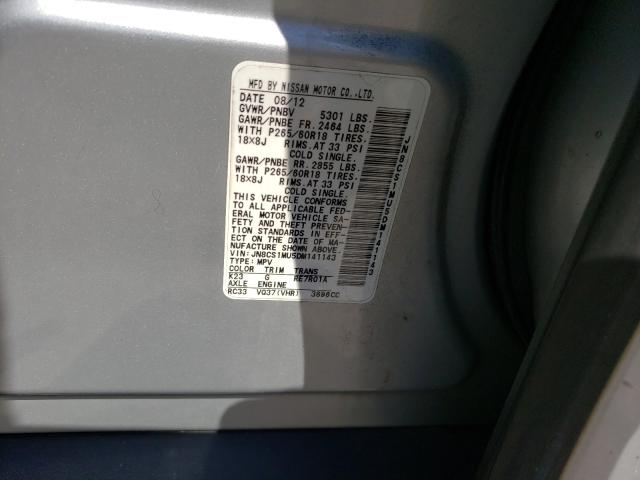 MFD BY NISSAN MOTOR CO.,LTD.
DATE 08/12
GVWR/PNBV 5301 LBS.
GAWR/PNBE FR. 2464 LBS.
WITH P265/60R18 TIRES.
18X8J RIMS.AT 33 PSI
COLD SINGLE.
GAWR/PNBE RR. 2955 LBS.
WITH P265/60R18 TIRES.
18X8J RIMS.AT 33 PSI
COLD SINGLE.
THIS VEHICLE CONFORMS
TO ALL APPLICABLE FED-
ERAL MOTOR VEHICLE SA-
FETY AND THEFT PREVEN-
TION STANDARDS IN EFF-
ECT ON THE DATE OF MA-
NUFACTURE SHOWN ABOVE.
VIN:JN8CS1MU5DM141143
TYPE: MPV
COLOR TRIM TRANS
K23 G RE7R01A
AXLE ENGINE
RC33 VQ37(VHR) 3696CC
JN8CS1MU5DM141143